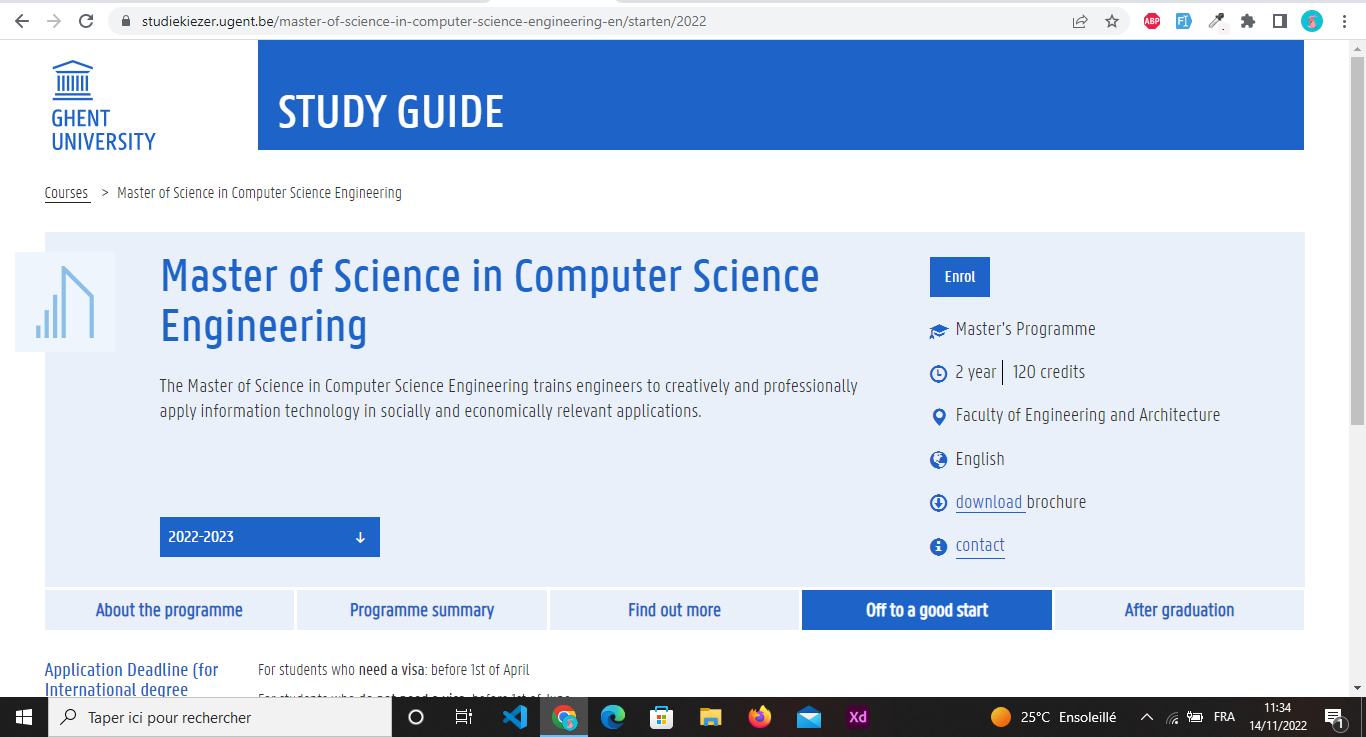 studiekiezer.ugent.be/master-of-science-in-computer-science-engineering-en/starten/2022
ABP
GHENT
UNIVERSITY
STUDY GUIDE
Courses > Master of Science in Computer Science Engineering
Master of Science in Computer Science
Engineering
The Master of Science in Computer Science Engineering trains engineers to creatively and professionally
apply information technology in socially and economically relevant applications.
2022-2023
Enrol
Master's Programme
2 year | 120 credits
Faculty of Engineering and Architecture
English
download brochure
contact
About the programme
Programme summary
Find out more
Off to a good start
After graduation
Application Deadline (for
International degree
For students who need a visa: before 1st of April
For students who do not need a visa: before 1st of June
Taper ici pour rechercher
Xd
25°C Ensoleillé
FRA
11:34
14/11/2022
1